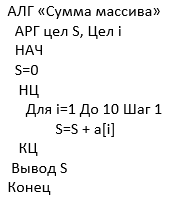 АЛГ «Сумма массива»
АРГ цел S, Цел i
НАЧ
S=0
НЦ
Для i=1 До 10 Шаг 1
S=S + a[i]
КЦ
Вывод S
Конец